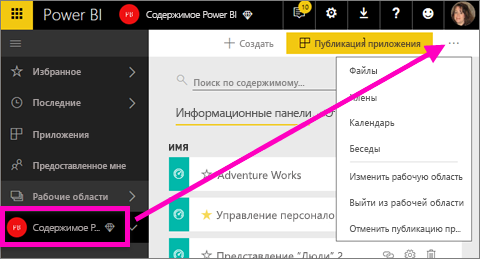 Power BI
PB Содержимое Power BI
10
Избранное
Последние
Приложения
Предоставленное мне
Рабочие области
PB Содержимое P...
Создать
Публикация приложения
...
Поиск по содержимому...
Информационные панели
ИМЯ
Adventure Works
Управление персонало
Представление "Люди" 2
Файлы
Члены
Календарь
Беседы
Изменить рабочую область
Выйти из рабочей области
Отменить публикацию пр...